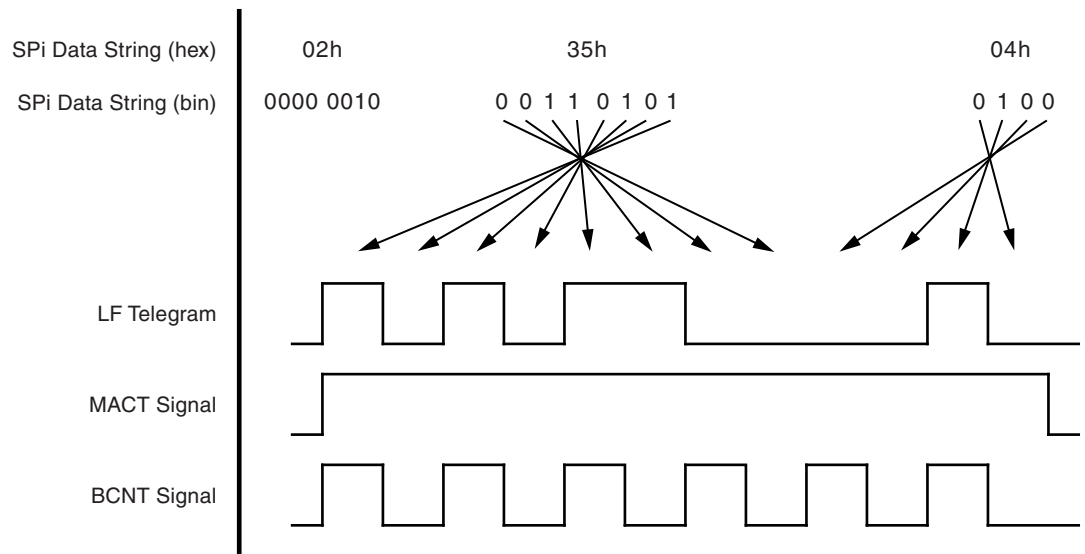 SPi Data String (hex) 02h 35h 04h
SPi Data String (bin) 0000 0010 0 0 1 1 0 1 0 1 0 1 0 0
LF Telegram
MACT Signal
BCNT Signal